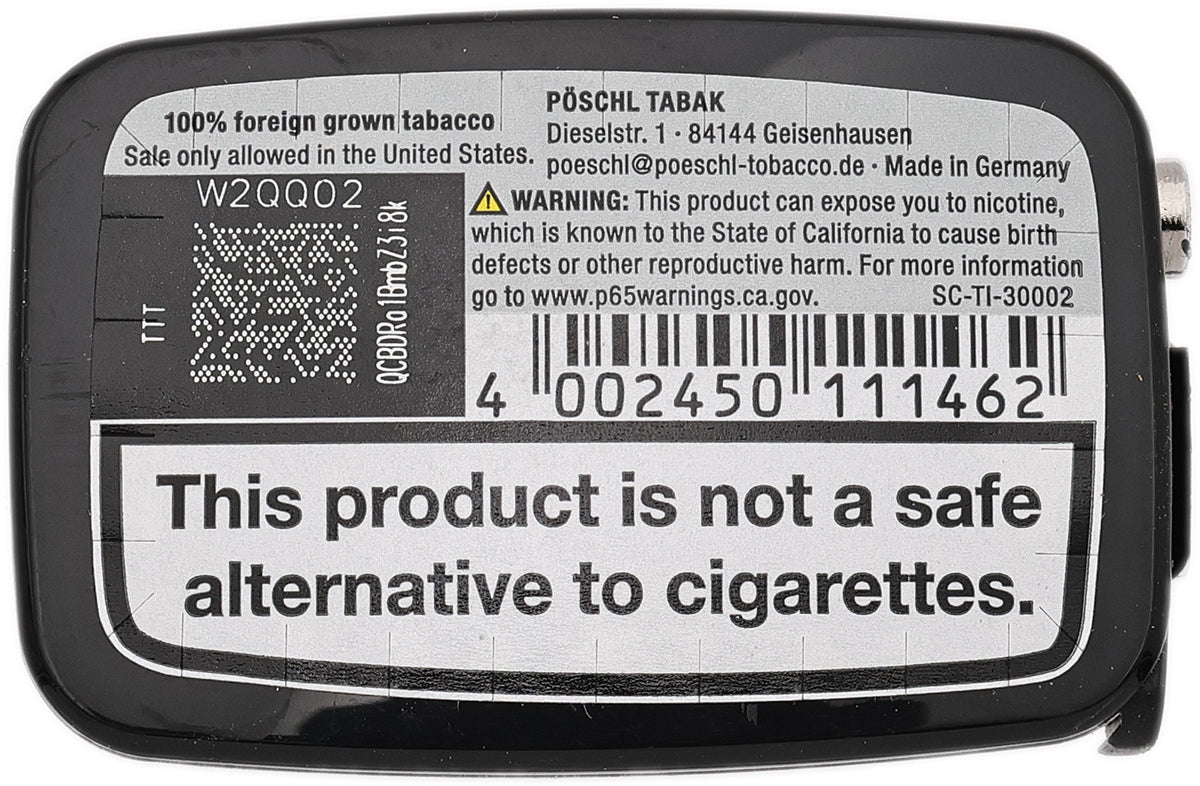 100% foreign grown tabacco
Sale only allowed in the United States.
PÖSCHL TABAK
Dieselstr. 1 · 84144 Geisenhausen
poeschl@poeschl-tobacco.de · Made in Germany
WARNING: This product can expose you to nicotine,
which is known to the State of California to cause birth
defects or other reproductive harm. For more information
go to www.p65warnings.ca.gov. SC-TI-30002
W2QQ02
TTT
QCBDRa1BmbZ3i8k
4 002450 111462
This product is not a safe
alternative to cigarettes.